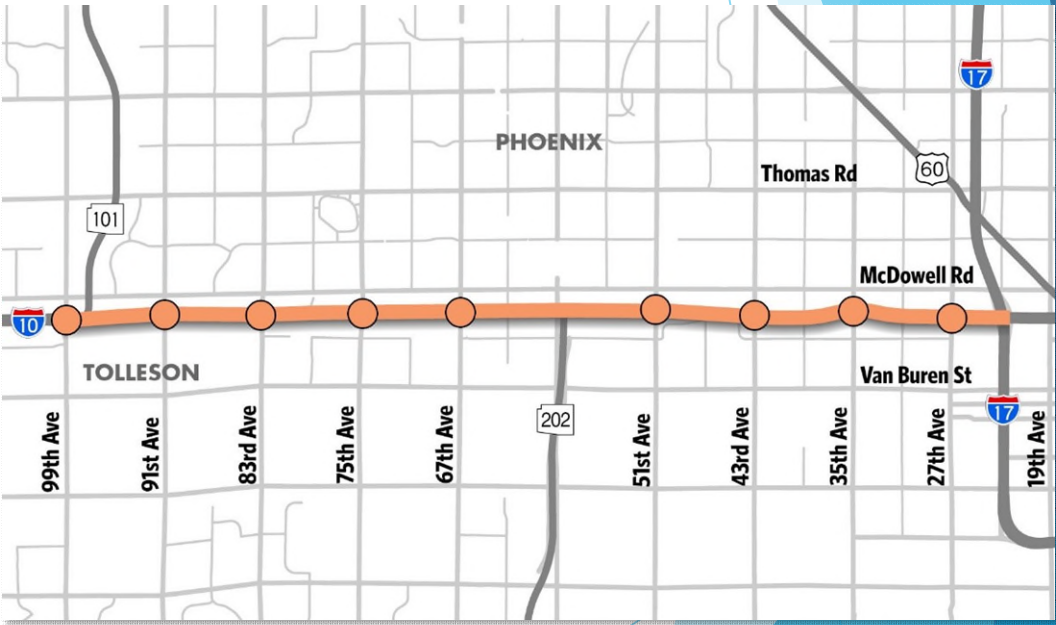 17
PHOENIX
Thomas Rd
60
101
McDowell Rd
10
TOLLESON
Van Buren St
202
17
99th Ave
91st Ave
83rd Ave
75th Ave
67th Ave
51st Ave
43rd Ave
35th Ave
27th Ave
19th Ave